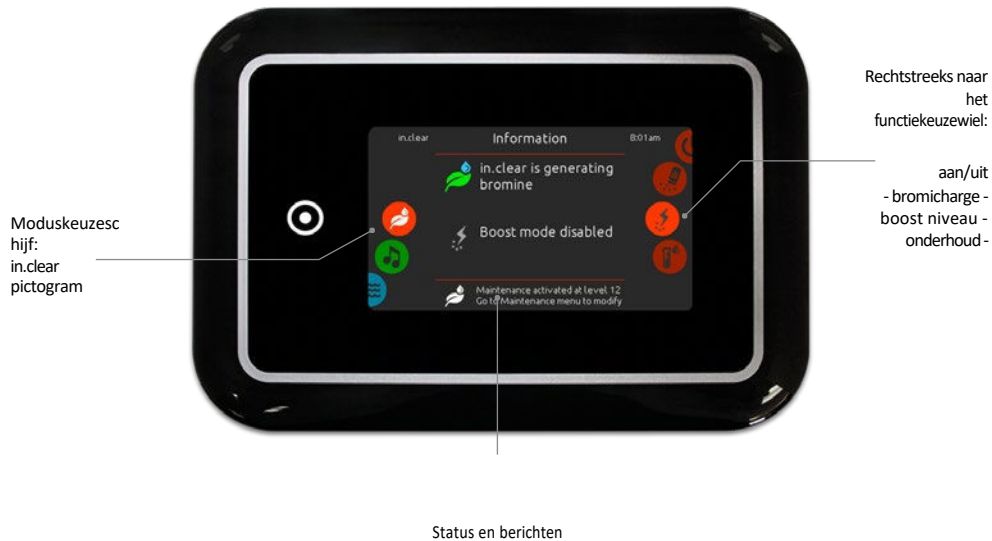 Rechtstreeks naar
het
functiekeuzewiel:
aan/uit
- bromicharge -
boost niveau -
onderhoud -
Moduskeuzesc
hijf:
in.clear
pictogram
in.clear
Information
8:01am
in.clear is generating
bromine
Boost mode disabled
Maintenance activated at level 12
Go to Maintenance menu to modify
Status en berichten